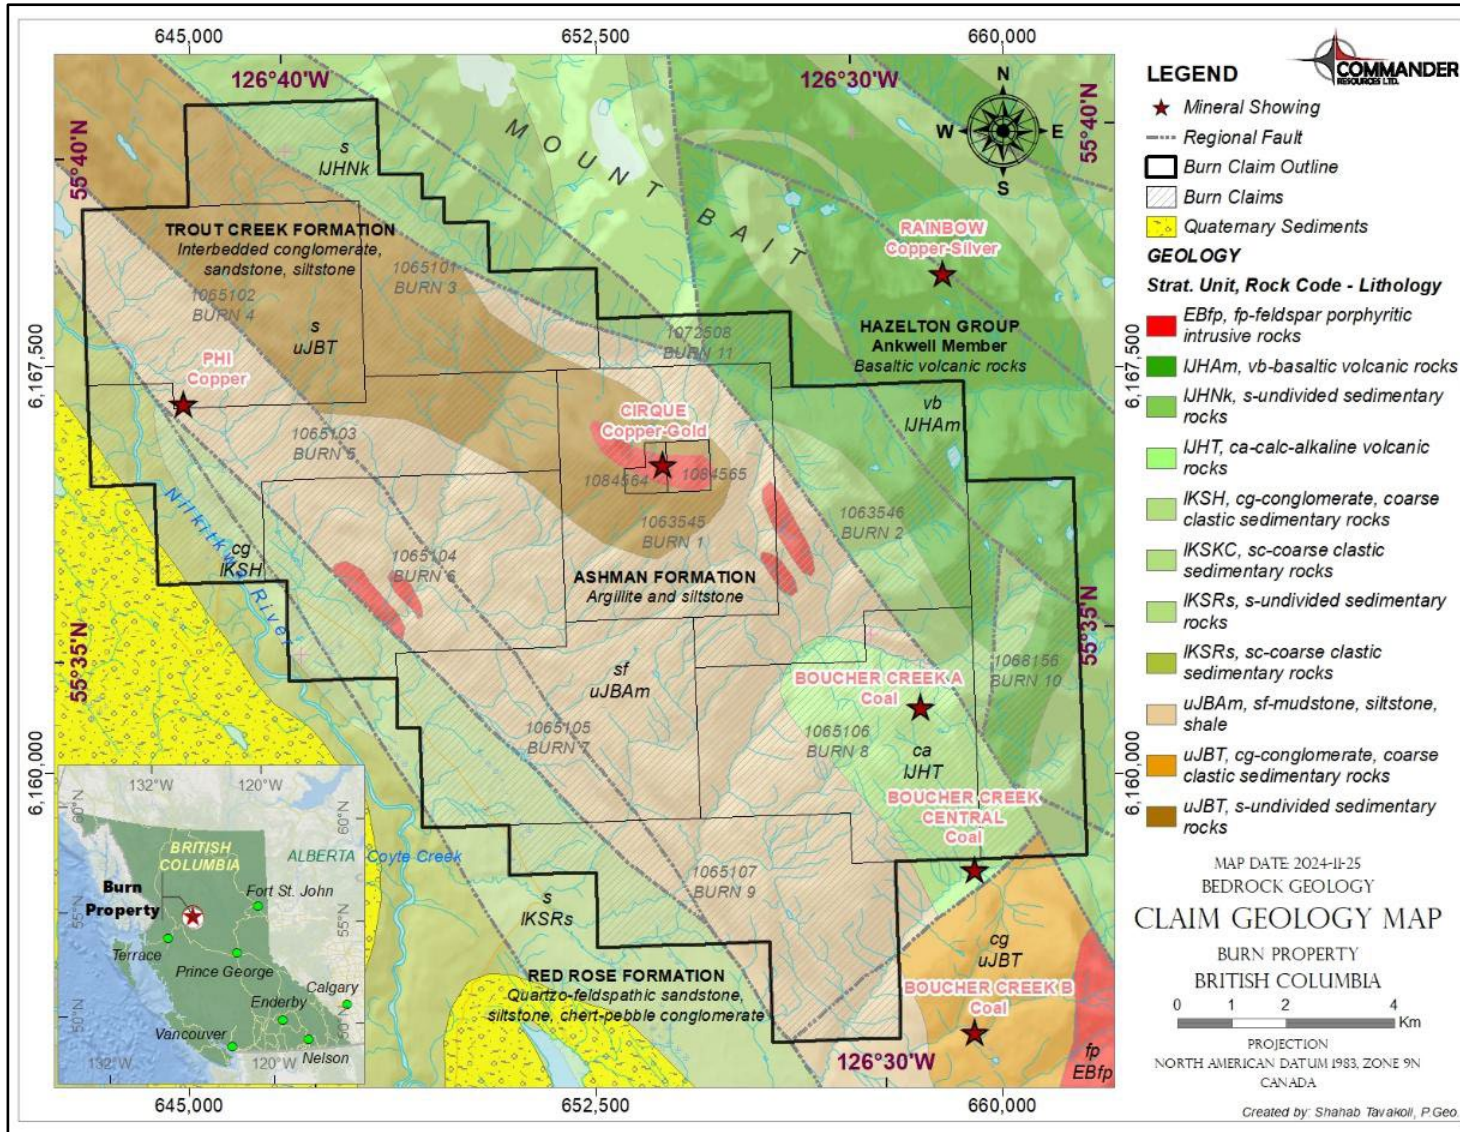 645,000
652,500
660,000
126°40'W
126°30'W
55°40'N
55°40'N
N
W
E
S
MOUNT BAIT
s
lJHNk
TROUT CREEK FORMATION
Interbedded conglomerate,
sandstone, siltstone
1065101
BURN 3
1065102
BURN 4
s
uJBT
RAINBOW
Copper-Silver
HAZELTON GROUP
Ankwell Member
Basaltic volcanic rocks
1072508
BURN 11
6,167,500
6,167,500
PHI
Copper
vb
lJHAm
CIRQUE
Copper-Gold
1065103
BURN 5
1084564
1084565
1063545
BURN 1
1063546
BURN 2
Nilkitkwa River
cg
lKSH
1065104
BURN 6
ASHMAN FORMATION
Argillite and siltstone
55°35'N
55°35'N
sf
uJBAm
1068156
BURN 10
BOUCHER CREEK A
Coal
1065105
BURN 7
1065106
BURN 8
ca
lJHT
6,160,000
6,160,000
BOUCHER CREEK
CENTRAL
Coal
1065107
BURN 9
s
lKSRs
Coyte Creek
RED ROSE FORMATION
Quartzo-feldspathic sandstone,
siltstone, chert-pebble conglomerate
cg
uJBT
BOUCHER CREEK B
Coal
fp
EBfp
126°30'W
645,000
652,500
660,000
132°W
120°W
60°N
60°N
BRITISH
COLUMBIA
ALBERTA
Burn
Property
Fort St. John
55°N
55°N
Terrace
Prince George
Calgary
Enderby
50°N
50°N
Vancouver
Nelson
132°W
120°W
COMMANDER
RESOURCES LTD.
LEGEND
Mineral Showing
Regional Fault
Burn Claim Outline
Burn Claims
Quaternary Sediments
GEOLOGY
Strat. Unit, Rock Code - Lithology
EBfp, fp-feldspar porphyritic
intrusive rocks
lJHAm, vb-basaltic volcanic rocks
lJHNk, s-undivided sedimentary
rocks
lJHT, ca-calc-alkaline volcanic
rocks
lKSH, cg-conglomerate, coarse
clastic sedimentary rocks
lKSKC, sc-coarse clastic
sedimentary rocks
lKSRs, s-undivided sedimentary
rocks
lKSRs, sc-coarse clastic
sedimentary rocks
uJBAm, sf-mudstone, siltstone,
shale
uJBT, cg-conglomerate, coarse
clastic sedimentary rocks
uJBT, s-undivided sedimentary
rocks
MAP DATE 2024-11-25
BEDROCK GEOLOGY
CLAIM GEOLOGY MAP
BURN PROPERTY
BRITISH COLUMBIA
0 1 2 4
Km
PROJECTION
NORTH AMERICAN DATUM 1983, ZONE 9N
CANADA
Created by: Shahab Tavakoli, P.Geo.